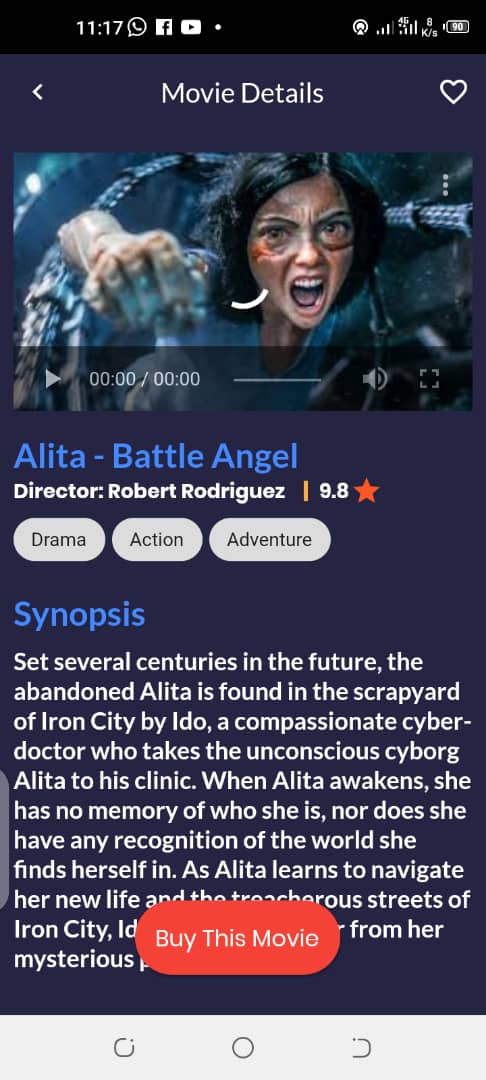 11:17
4G 8 K/s 90
Movie Details
00:00 / 00:00
Alita - Battle Angel
Director: Robert Rodriguez | 9.8
Drama Action Adventure
Synopsis
Set several centuries in the future, the
abandoned Alita is found in the scrapyard
of Iron City by Ido, a compassionate cyber-
doctor who takes the unconscious cyborg
Alita to his clinic. When Alita awakens, she
has no memory of who she is, nor does she
have any recognition of the world she
finds herself in. As Alita learns to navigate
her new life and the treacherous streets of
Iron City, from her
mysterious
Buy This Movie